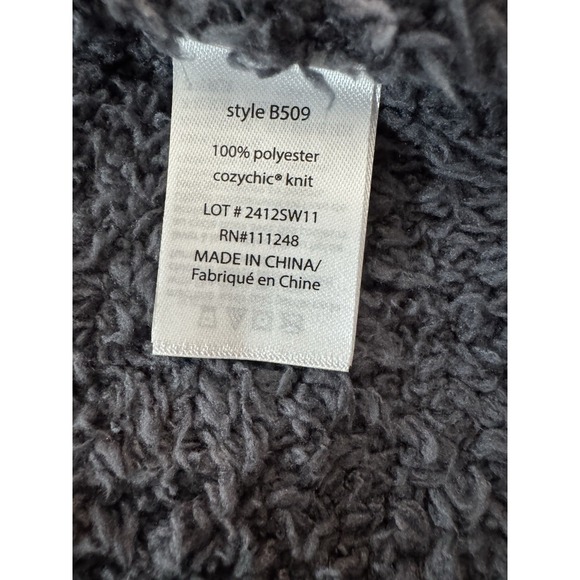 style B509
100% polyester
cozychic® knit
LOT # 2412SW11
RN#111248
MADE IN CHINA/
Fabriqué en Chine